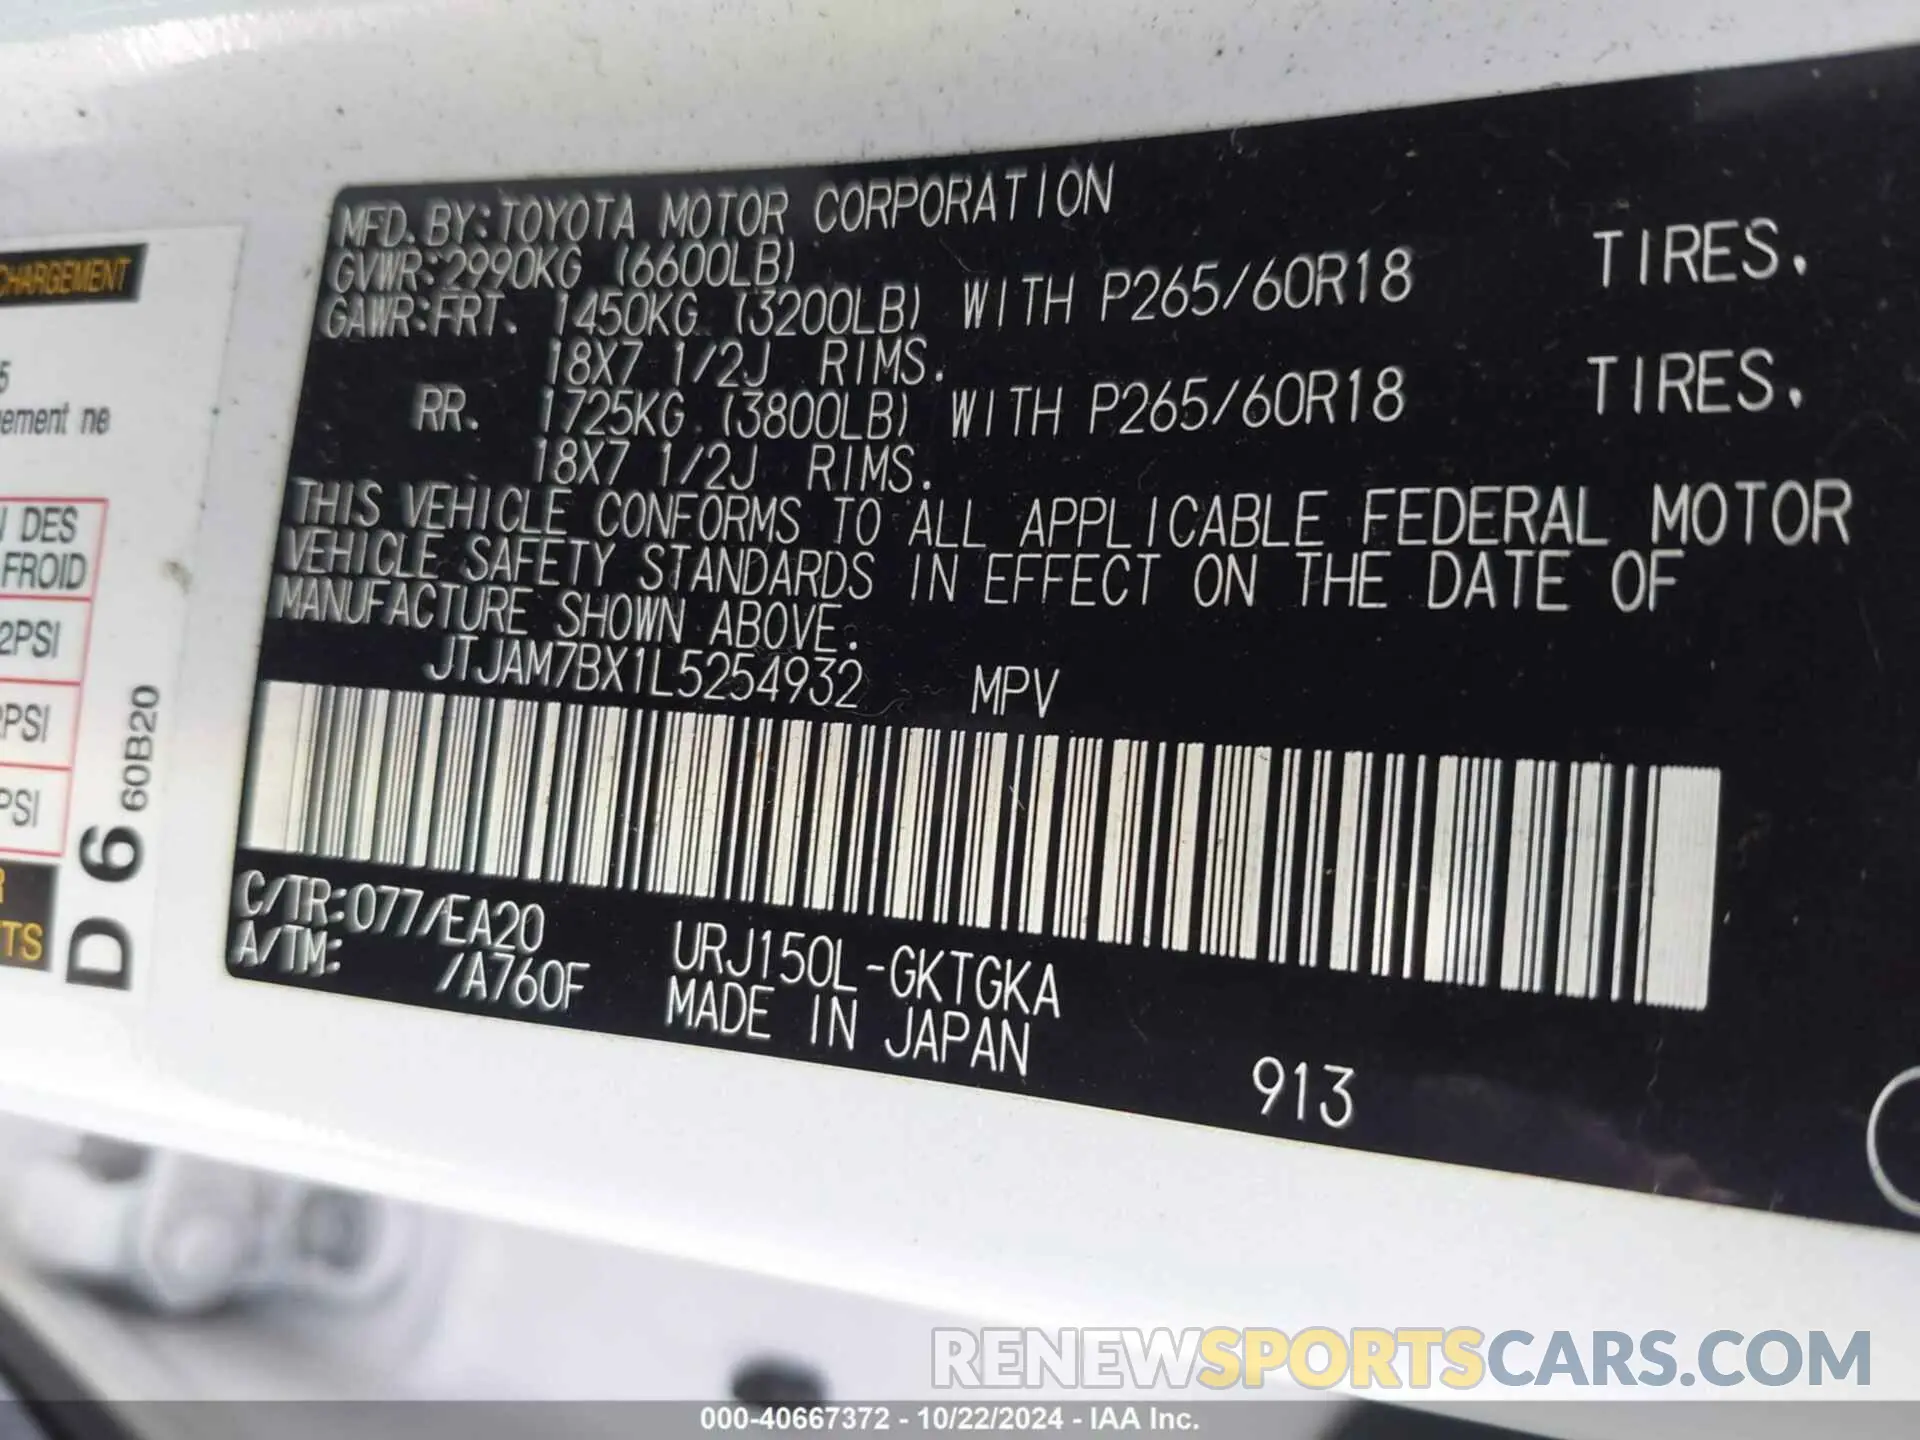 MFD. BY: TOYOTA MOTOR CORPORATION
GVWR: 2990KG (6600LB)
GAWR: FRT. 1450KG (3200LB) WITH P265/60R18 TIRES.
18X7 1/2J RIMS.
RR. 1725KG (3800LB) WITH P265/60R18 TIRES.
18X7 1/2J RIMS.
THIS VEHICLE CONFORMS TO ALL APPLICABLE FEDERAL MOTOR
VEHICLE SAFETY STANDARDS IN EFFECT ON THE DATE OF
MANUFACTURE SHOWN ABOVE.
JTJAM7BX1L5254932 MPV
C/TR: 077/EA20 URJ150L-GKTGKA
A/TM: /A760F MADE IN JAPAN
913
CHARGEMENT
5
ement ne
DES
FROID
2PSI
PSI
PSI
TS
D 6 60B20
RENEWSPORTSCARS.COM
000-40667372 - 10/22/2024 - IAA Inc.